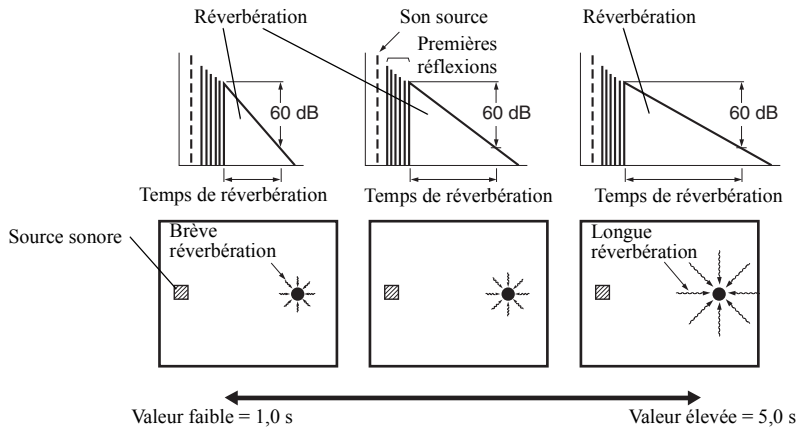 Réverbération
Son source
Réverbération
Premières
réflexions
60 dB
60 dB
60 dB
Temps de réverbération
Temps de réverbération
Temps de réverbération
Source sonore
Brève
réverbération
Longue
réverbération
Valeur faible = 1,0 s
Valeur élevée = 5,0 s